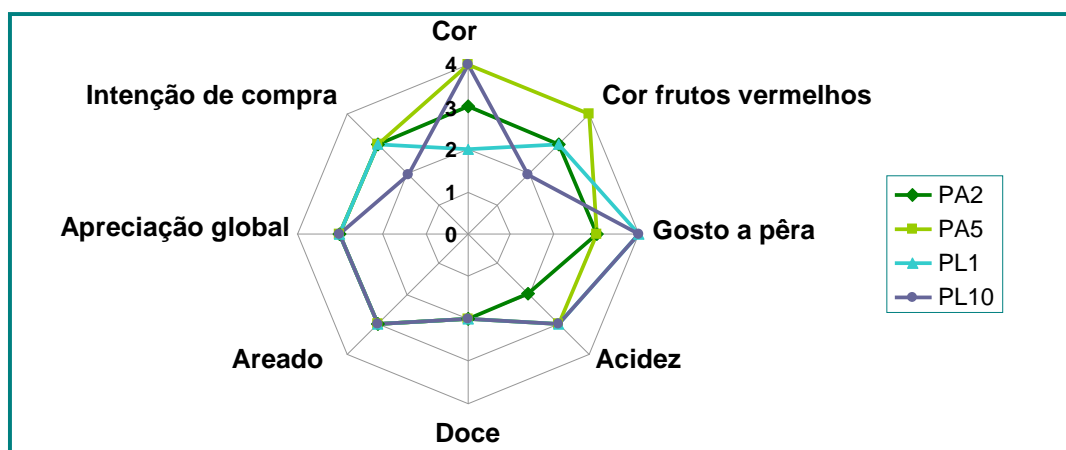 Cor
4
Intenção de compra
Cor frutos vermelhos
3
2
PA2
1
PA5
Apreciação global
0
Gosto a pêra
PL1
PL10
Areado
Acidez
Doce